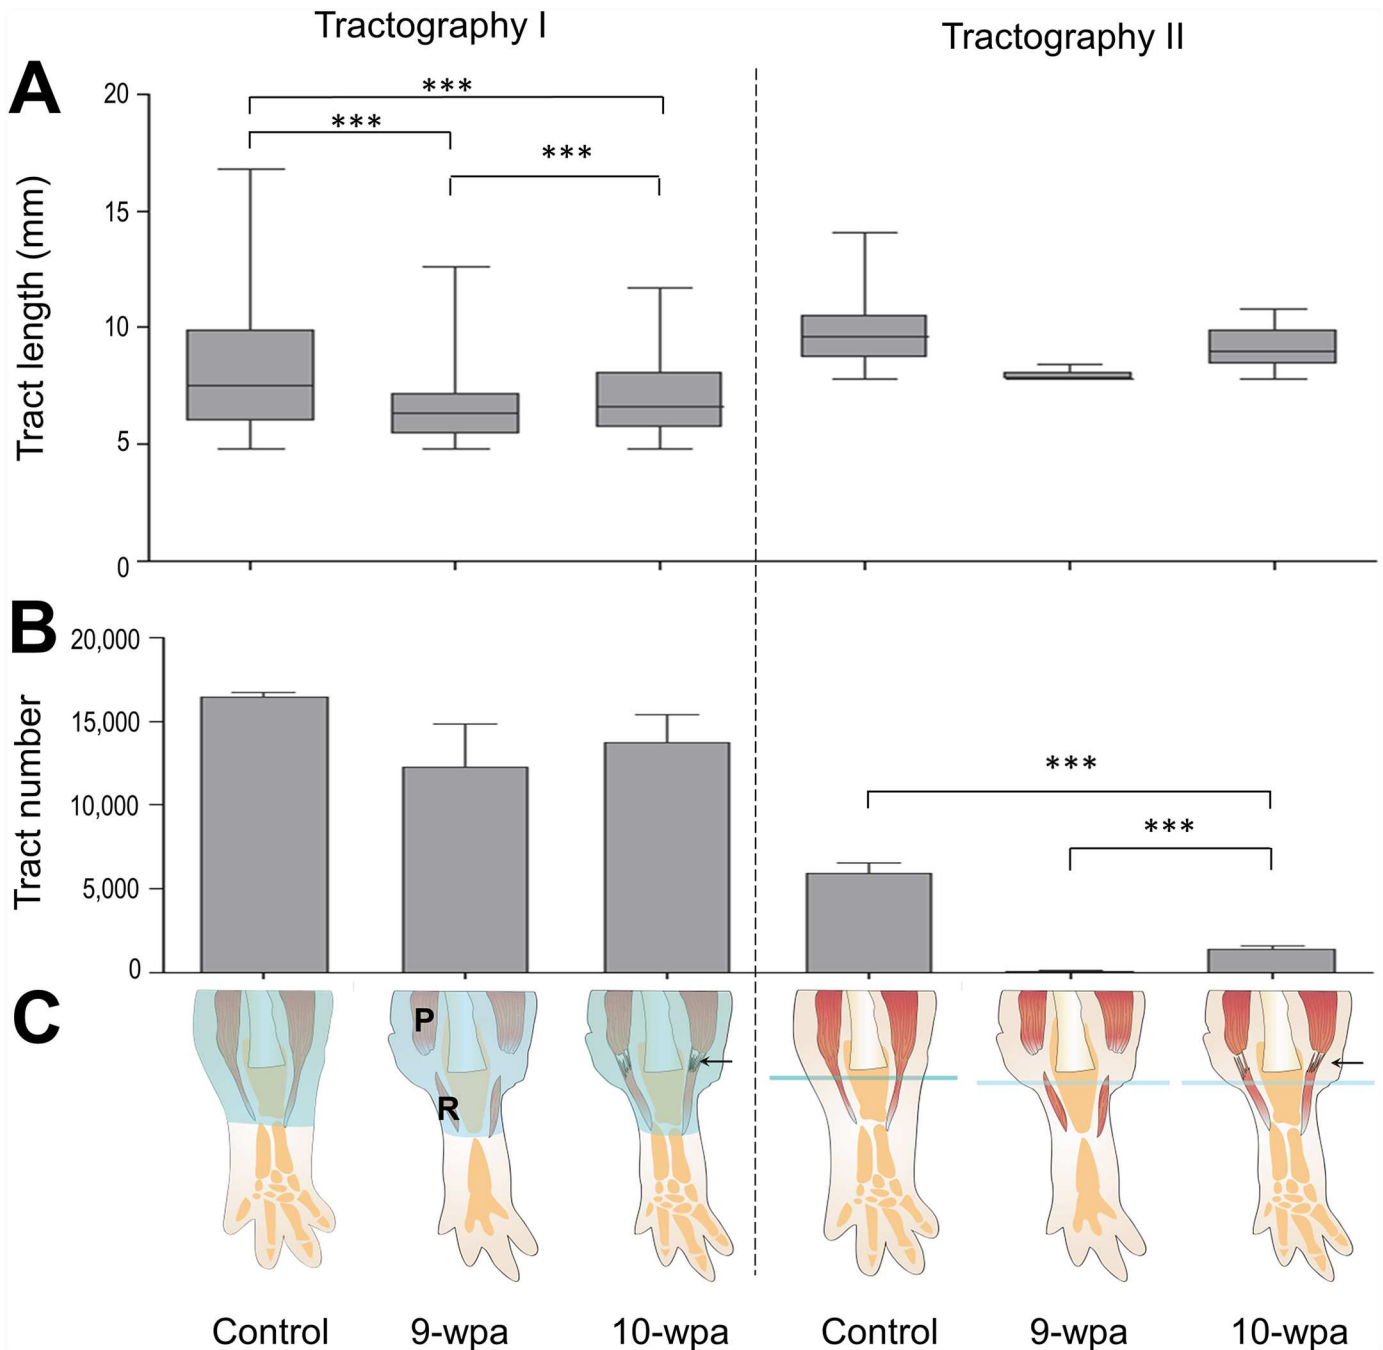 Tractography I
Tractography II
A
Tract length (mm)
20
15
10
5
0
***
***
***
B
Tract number
20,000
15,000
10,000
5,000
0
***
***
C
P
R
Control 9-wpa 10-wpa Control 9-wpa 10-wpa